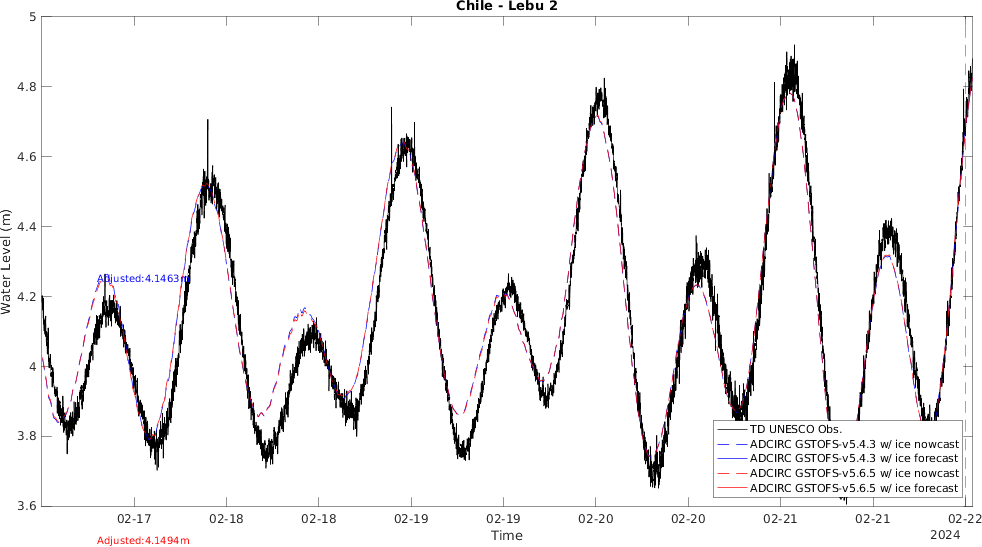 Chile - Lebu 2
Water Level (m)
5
4.8
4.6
4.4
4.2
4
3.8
3.6
Adjusted:4.1463m
TD UNESCO Obs.
ADCIRC GSTOFS-v5.4.3 w/ ice nowcast
ADCIRC GSTOFS-v5.4.3 w/ ice forecast
ADCIRC GSTOFS-v5.6.5 w/ ice nowcast
ADCIRC GSTOFS-v5.6.5 w/ ice forecast
02-17 02-18 02-18 02-19 02-19 02-20 02-20 02-21 02-21 02-22
Time
2024
Adjusted:4.1494m